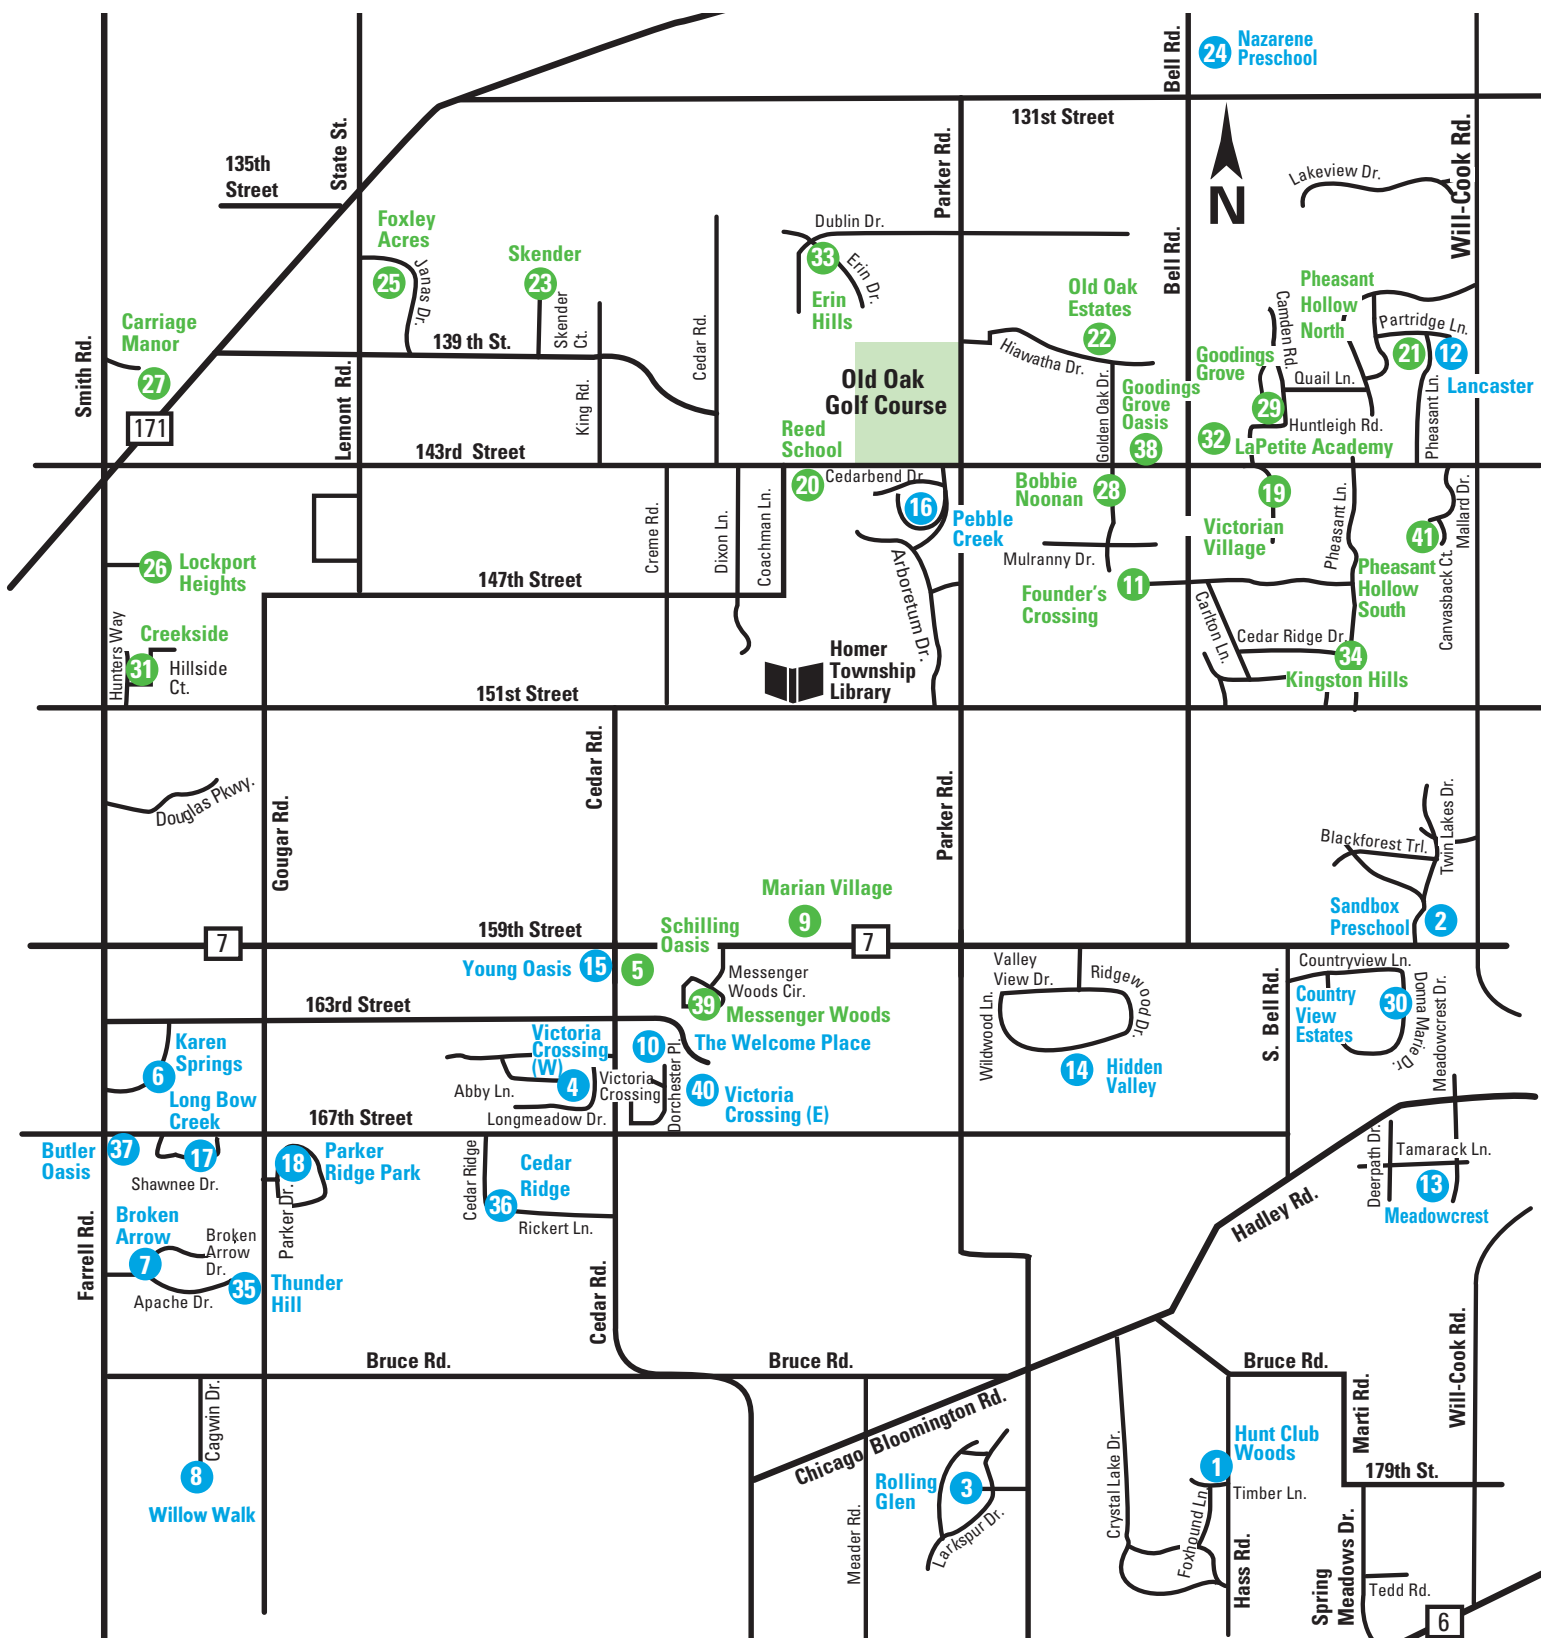 24
Nazarene
Preschool
Bell Rd.
131st Street
Will-Cook Rd.
State St.
135th
Street
Parker Rd.
N
Lakeview Dr.
Foxley
Acres
25
Janas Dr.
Skender
23
Skender
Ct.
Dublin Dr.
33
Erin Dr.
Erin
Hills
Bell Rd.
Old Oak
Estates
22
Hiawatha Dr.
Pheasant
Hollow
North
Camden Rd.
Partridge Ln.
21
12
Lancaster
Carriage
Manor
27
Smith Rd.
139 th St.
Cedar Rd.
King Rd.
Lemont Rd.
Old Oak
Golf Course
Golden Oak Dr.
Goodings
Grove
Oasis
38
Goodings
Grove
29
Quail Ln.
Huntleigh Rd.
Pheasant Ln.
32
LaPetite Academy
171
143rd Street
Reed
School
20
Cedarbend Dr.
16
Pebble
Creek
Bobbie
Noonan
28
19
Victorian
Village
Pheasant Ln.
Mallard Dr.
41
Canvasback Ct.
Pheasant
Hollow
South
Creme Rd.
Dixon Ln.
Coachman Ln.
Arboretum Dr.
Mulranny Dr.
11
Founder's
Crossing
Carlton Ln.
Cedar Ridge Dr.
34
Kingston Hills
26
Lockport
Heights
147th Street
Hunters Way
Creekside
31
Hillside
Ct.
Homer
Township
Library
151st Street
Cedar Rd.
Douglas Pkwy.
Gougar Rd.
Parker Rd.
Blackforest Trl.
Twin Lakes Dr.
Sandbox
Preschool
2
Marian Village
9
7
159th Street
7
Schilling
Oasis
5
Young Oasis
15
Messenger
Woods Cir.
39
Messenger Woods
Valley
View Dr.
Ridgewood Dr.
Wildwood Ln.
14
Hidden
Valley
S. Bell Rd.
Countryview Ln.
Country
View
Estates
30
Donna Marie Dr.
Meadowcrest Dr.
163rd Street
Karen
Springs
6
Victoria
Crossing
(W)
4
Abby Ln.
Longmeadow Dr.
10
The Welcome Place
Victoria
Crossing
Dorchester Pl.
40
Victoria
Crossing (E)
Long Bow
Creek
17
167th Street
Butler
Oasis
37
Shawnee Dr.
18
Parker
Ridge Park
Parker Dr.
Cedar Ridge
Cedar
Ridge
36
Rickert Ln.
Deerpath Dr.
Tamarack Ln.
13
Meadowcrest
Hadley Rd.
Farrell Rd.
Broken
Arrow
7
Broken
Arrow
Dr.
Apache Dr.
35
Thunder
Hill
Cedar Rd.
Bruce Rd.
Bruce Rd.
Bruce Rd.
Will-Cook Rd.
Marti Rd.
Cagwin Dr.
8
Willow Walk
Chicago Bloomington Rd.
Meader Rd.
Rolling
Glen
3
Larkspur Dr.
Crystal Lake Dr.
Hunt Club
Woods
1
Timber Ln.
Foxhound Ln.
Hass Rd.
179th St.
Spring
Meadows Dr.
Tedd Rd.
6